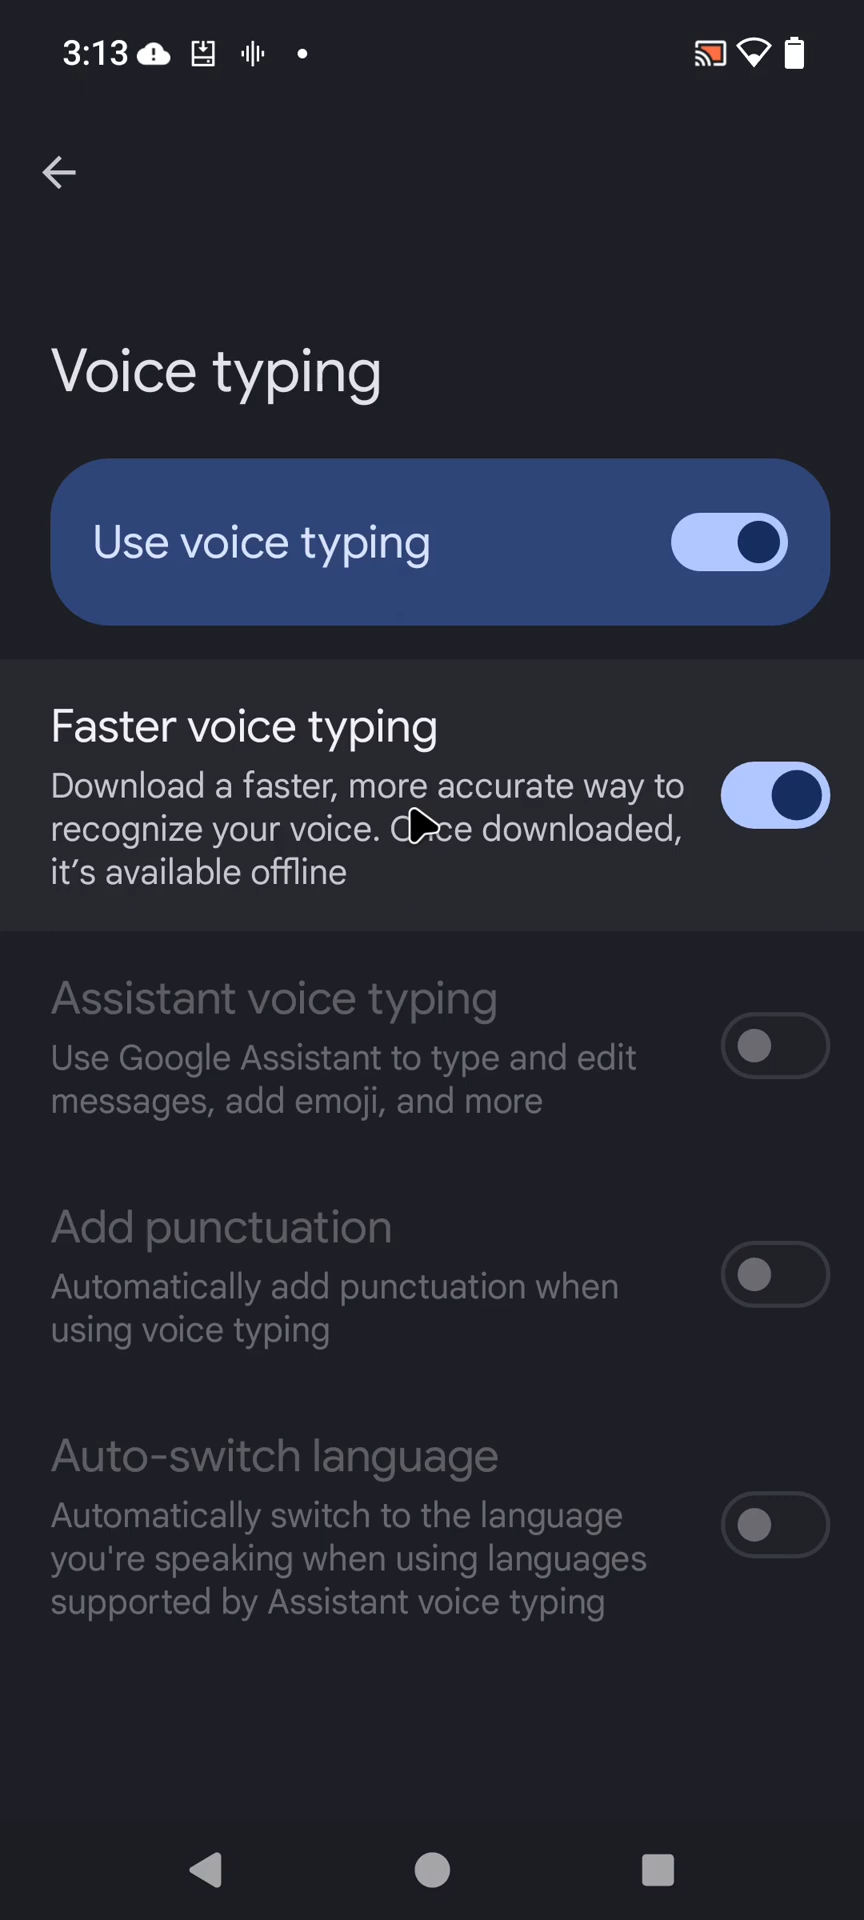 3:13
Voice typing
Use voice typing
Faster voice typing
Download a faster, more accurate way to
recognize your voice. Once downloaded,
it's available offline
Assistant voice typing
Use Google Assistant to type and edit
messages, add emoji, and more
Add punctuation
Automatically add punctuation when
using voice typing
Auto-switch language
Automatically switch to the language
you're speaking when using languages
supported by Assistant voice typing